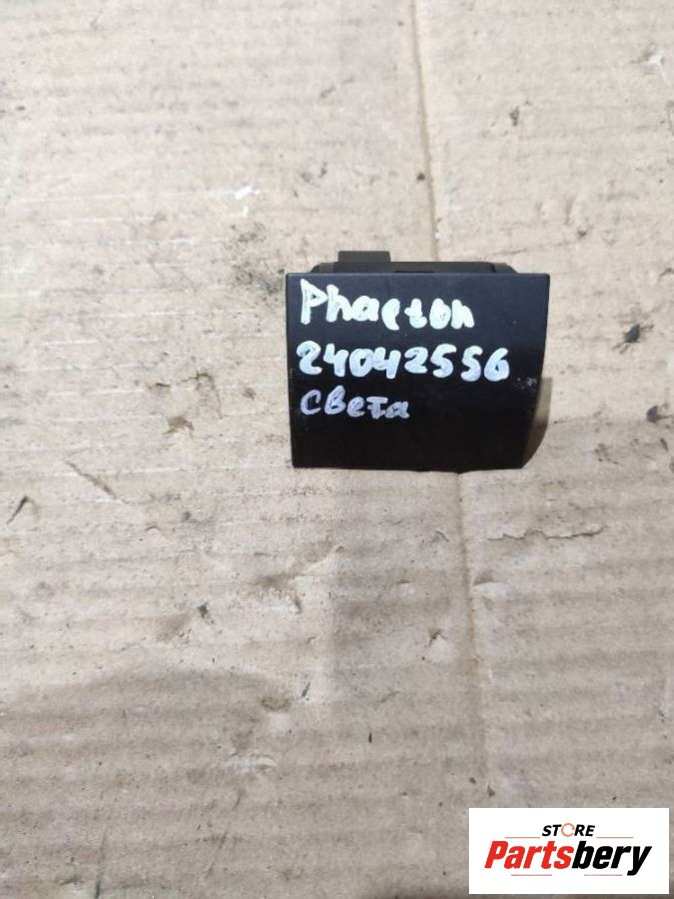 Phaeton
24042556
света
STORE
Partsbery